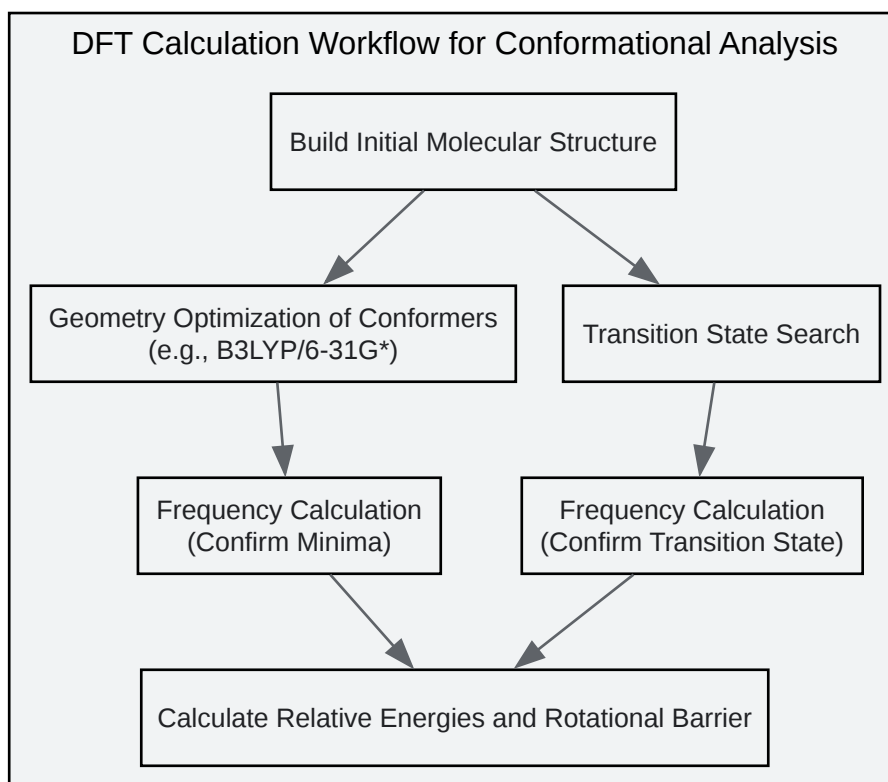 DFT Calculation Workflow for Conformational Analysis
Build Initial Molecular Structure
Geometry Optimization of Conformers
(e.g., B3LYP/6-31G*)
Transition State Search
Frequency Calculation
(Confirm Minima)
Frequency Calculation
(Confirm Transition State)
Calculate Relative Energies and Rotational Barrier